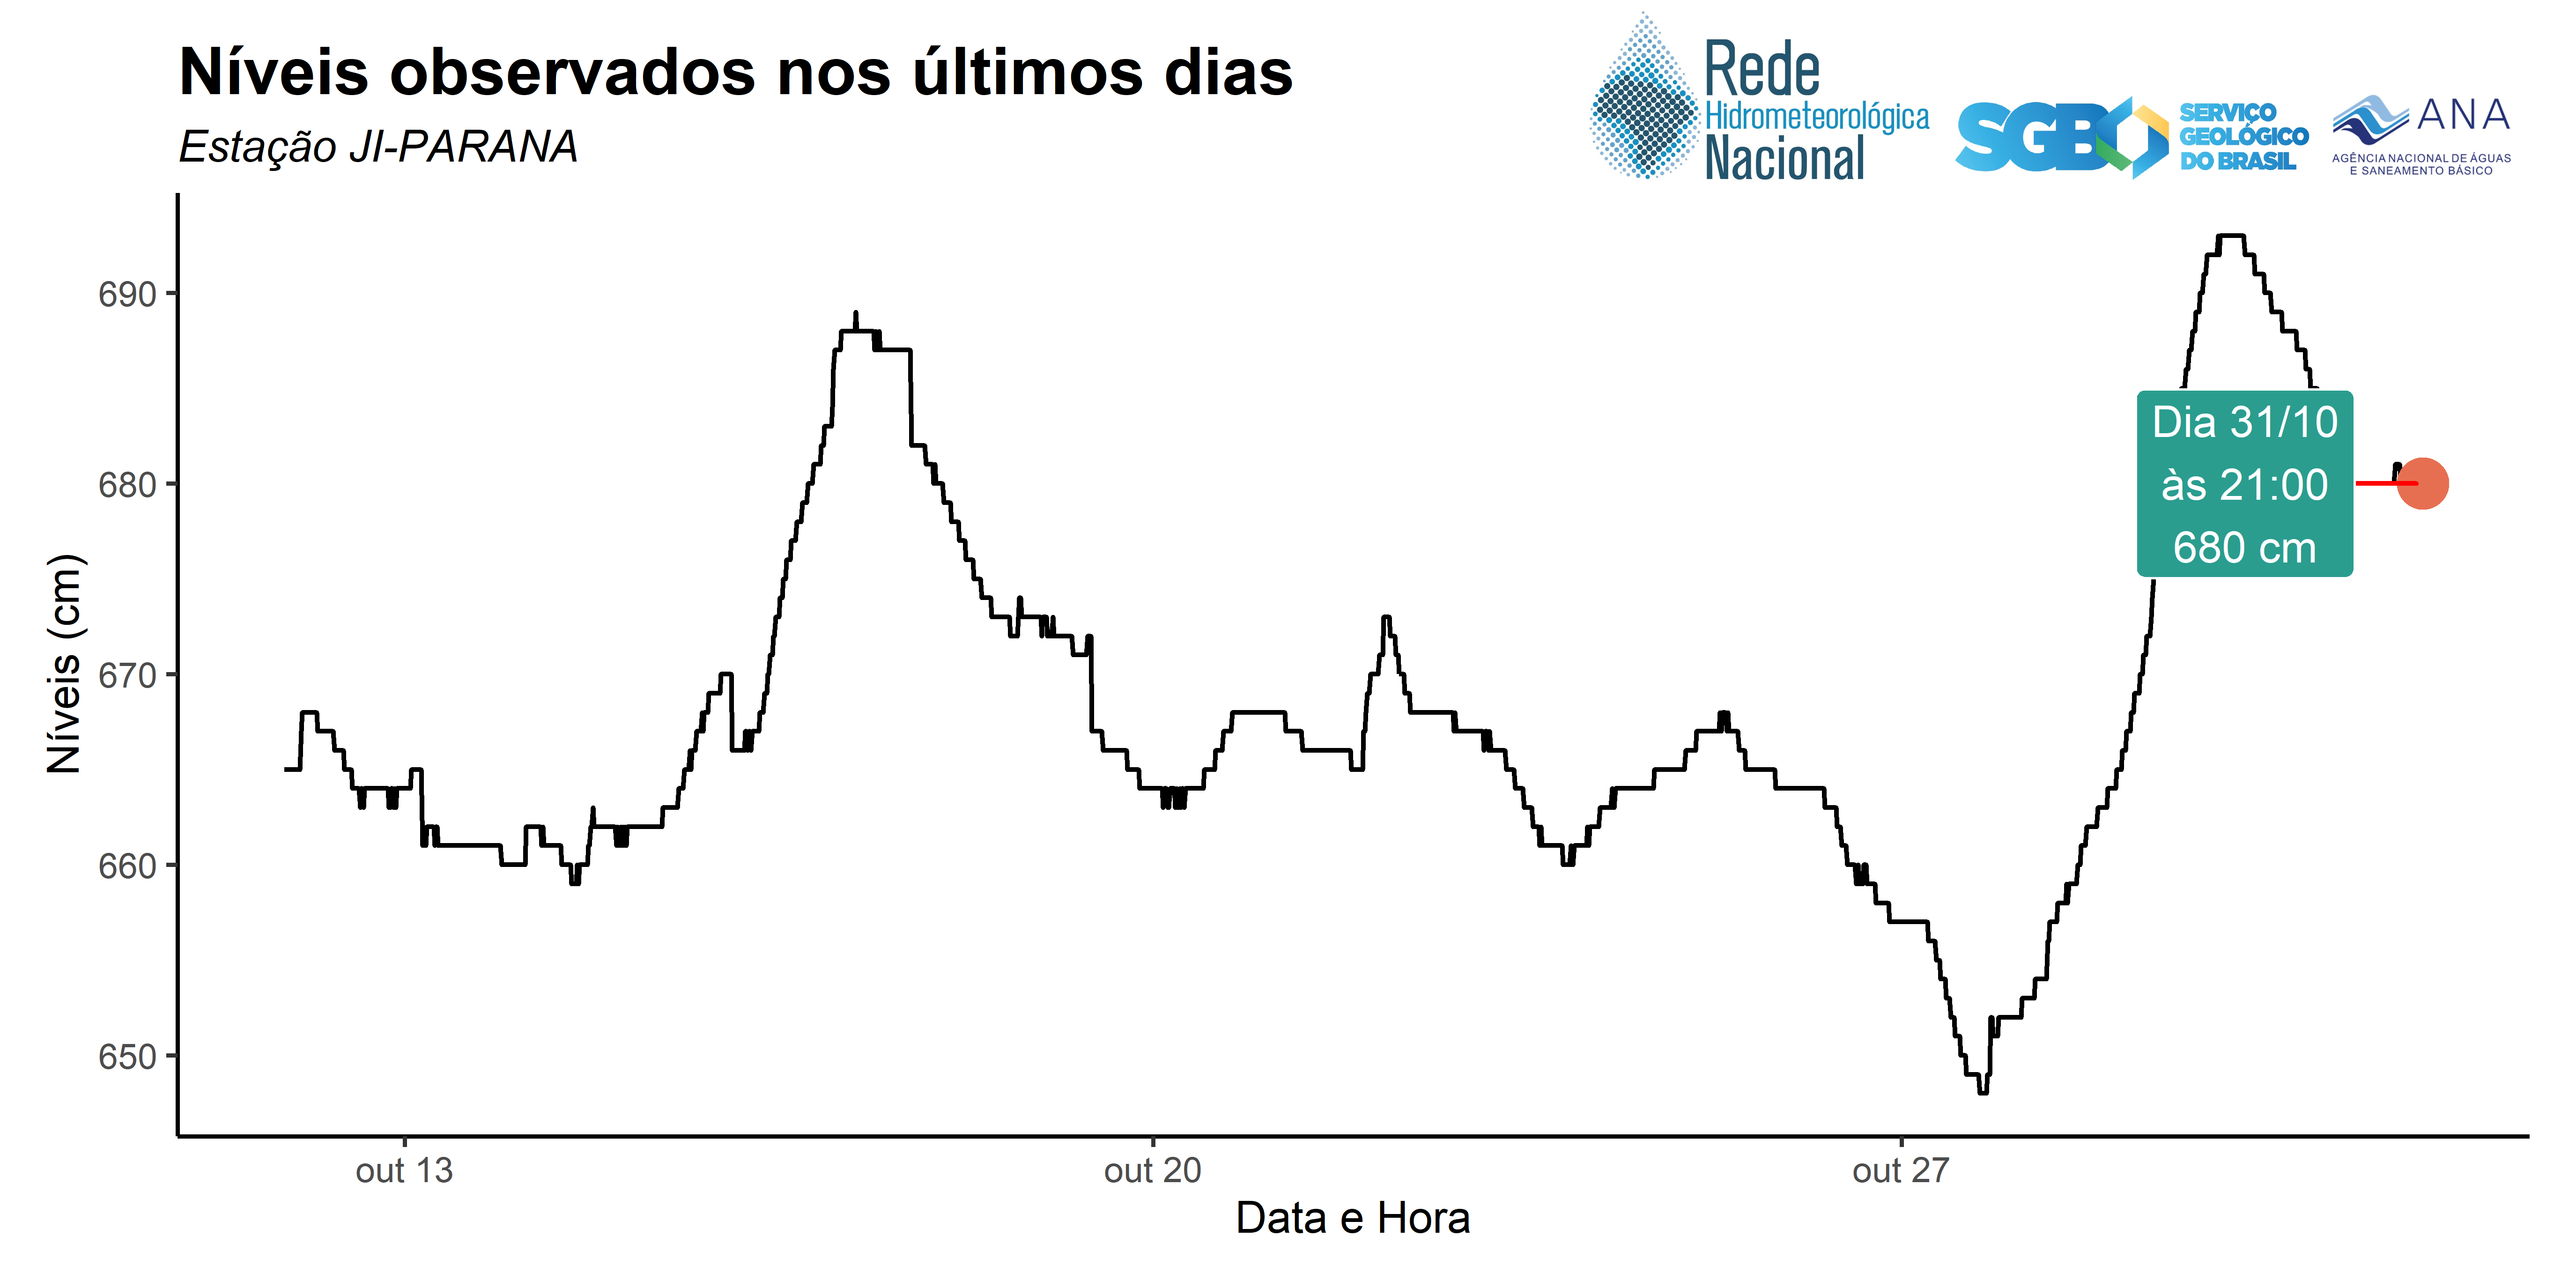 Níveis observados nos últimos dias
Estação JI-PARANA
Rede
Hidrometeorológica
Nacional
SGB
SERVIÇO
GEOLÓGICO
DO BRASIL
ANA
AGÊNCIA NACIONAL DE ÁGUAS
E SANEAMENTO BÁSICO
690
680
670
660
650
Níveis (cm)
Dia 31/10
às 21:00
680 cm
out 13
out 20
out 27
Data e Hora